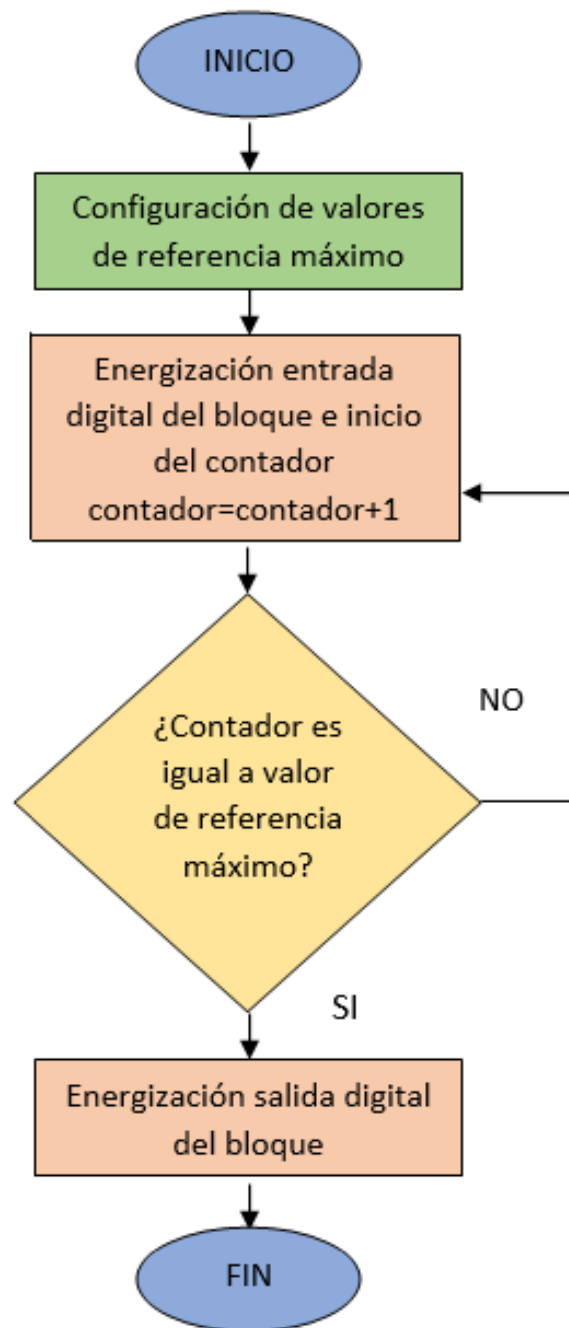 INICIO
Configuración de valores
de referencia máximo
Energización entrada
digital del bloque e inicio
del contador
contador=contador+1
¿Contador es
igual a valor
de referencia
máximo?
NO
SI
Energización salida digital
del bloque
FIN